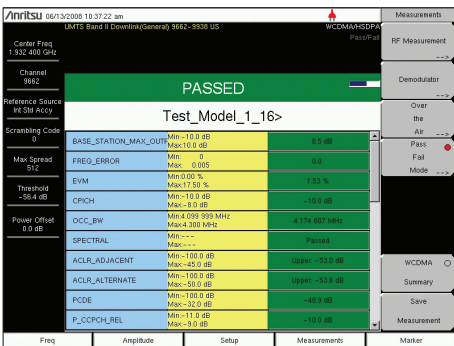 Anritsu 06/13/2008 10:37:22 am
UMTS Band II Downlink(General) 9662-9938 US
WCDMA/HSDPA
Pass/Fail
Center Freq
1.932 400 GHz
Channel
9662
Reference Source
Int Std Accy
Scrambling Code
0
Max Spread
512
Threshold
-56.4 dB
Power Offset
0.0 dB
PASSED
Test_Model_1_16>
BASE_STATION_MAX_OUTF Min:-10.0 dB Max:10.0 dB 8.5 dB
FREQ_ERROR Min: 0 Max: 0.005 0.0
EVM Min:0.00 % Max:17.50 % 1.53 %
CPICH Min:-10.0 dB Max:-8.0 dB -10.0 dB
OCC_BW Min:4.099 999 MHz Max:4.300 MHz 4.174 607 MHz
SPECTRAL Min:--- Max:--- Passed
ACLR_ADJACENT Min:-100.0 dB Max:-45.0 dB Upper: -53.0 dB
ACLR_ALTERNATE Min:-100.0 dB Max:-50.0 dB Upper: -53.6 dB
PCDE Min:-100.0 dB Max:-32.0 dB -48.9 dB
P_CCPCH_REL Min:-11.0 dB Max:-9.0 dB -10.0 dB
Measurements
RF Measurement
-->
Demodulator
-->
Over
the
Air -->
Pass
Fail
Mode -->
WCDMA
Summary
Save
Measurement
Freq Amplitude Setup Measurements Marker